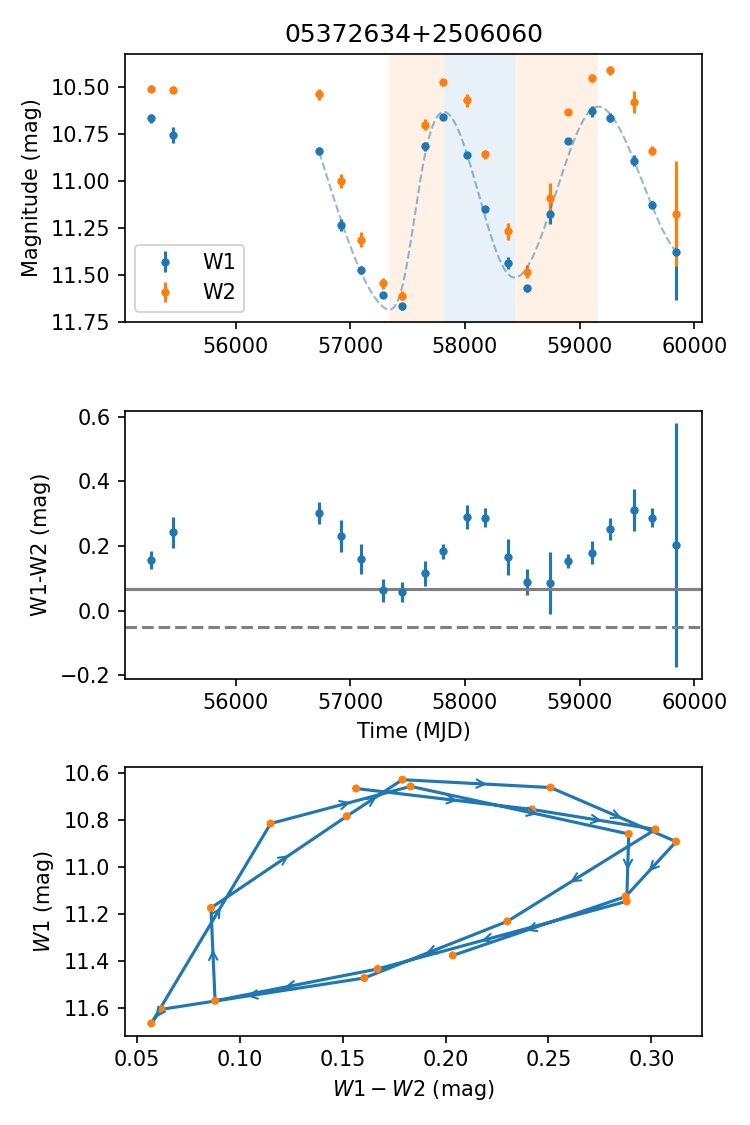 05372634+2506060
Magnitude (mag)
10.50
10.75
11.00
11.25
11.50
11.75
W1
W2
56000 57000 58000 59000 60000
W1-W2 (mag)
0.6
0.4
0.2
0.0
−0.2
56000 57000 58000 59000 60000
Time (MJD)
W1 (mag)
10.6
10.8
11.0
11.2
11.4
11.6
0.05 0.10 0.15 0.20 0.25 0.30
W1 − W2 (mag)